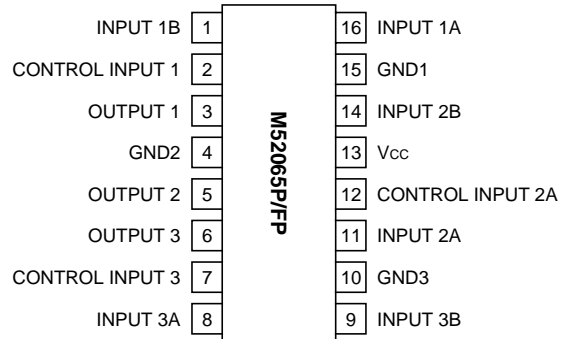 INPUT 1B 1 16 INPUT 1A
CONTROL INPUT 1 2 15 GND1
OUTPUT 1 3 14 INPUT 2B
GND2 4 13 Vcc
OUTPUT 2 5 12 CONTROL INPUT 2A
OUTPUT 3 6 11 INPUT 2A
CONTROL INPUT 3 7 10 GND3
INPUT 3A 8 9 INPUT 3B
M52065P/FP